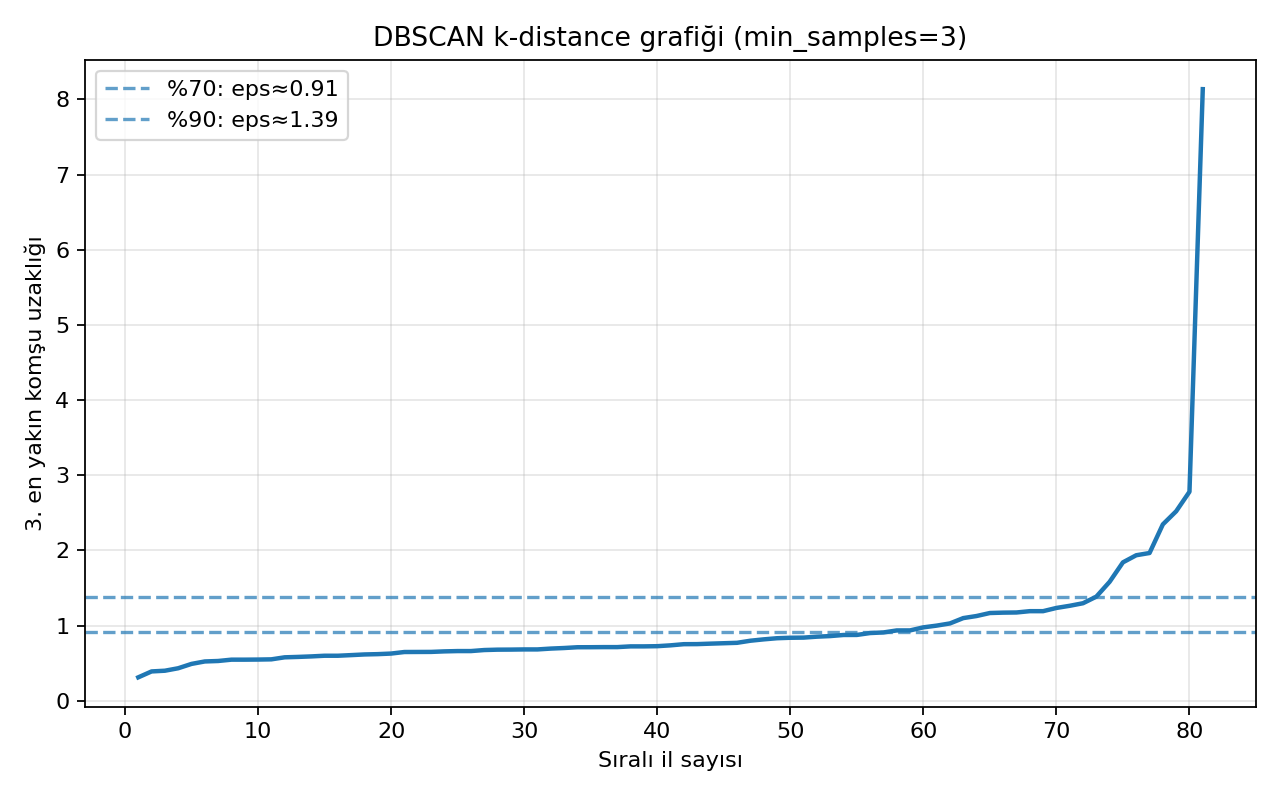 DBSCAN k-distance grafiği (min_samples=3)
%70: eps≈0.91
%90: eps≈1.39
3. en yakın komşu uzaklığı
8
7
6
5
4
3
2
1
0
0 10 20 30 40 50 60 70 80
Sıralı il sayısı